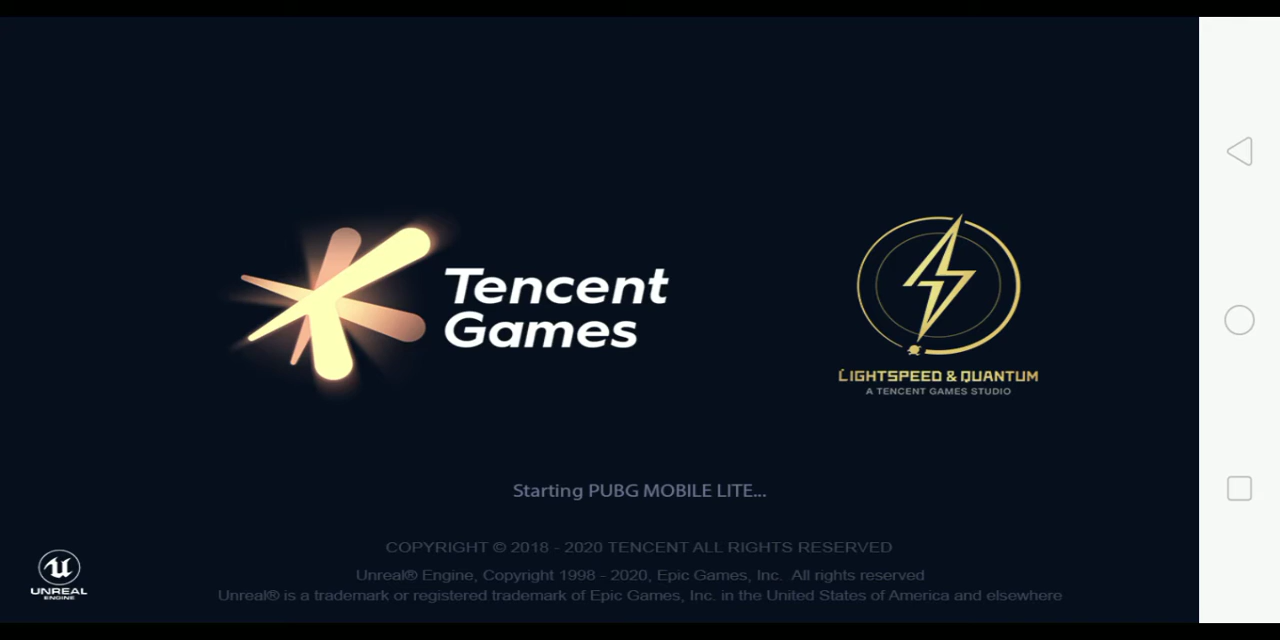 Tencent
Games
LIGHTSPEED & QUANTUM
A TENCENT GAMES STUDIO
Starting PUBG MOBILE LITE...
COPYRIGHT © 2018 - 2020 TENCENT ALL RIGHTS RESERVED
Unreal® Engine, Copyright 1998 - 2020, Epic Games, Inc. All rights reserved
Unreal® is a trademark or registered trademark of Epic Games, Inc. in the United States of America and elsewhere
UNREAL
ENGINE